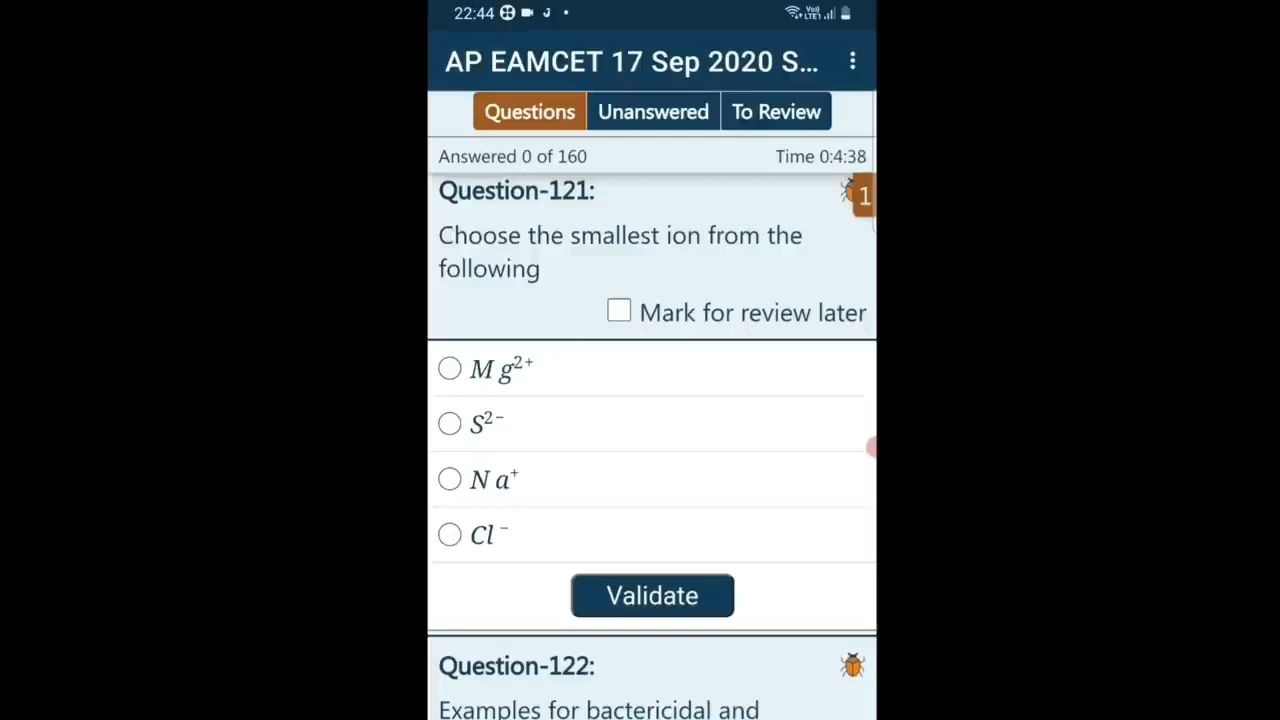 22:44
Vo)) LTE1
AP EAMCET 17 Sep 2020 S...
Questions Unanswered To Review
Answered 0 of 160 Time 0:4:38
Question-121: 1
Choose the smallest ion from the
following
Mark for review later
Mg²⁺
S²⁻
Na⁺
Cl⁻
Validate
Question-122:
Examples for bactericidal and